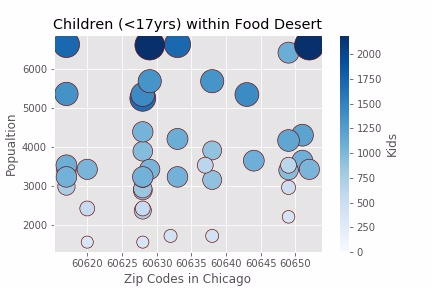 Children (<17yrs) within Food Desert
6000
5000
4000
3000
2000
Popualtion
60620 60625 60630 60635 60640 60645 60650
Zip Codes in Chicago
2000
1750
1500
1250
1000
750
500
250
0
Kids